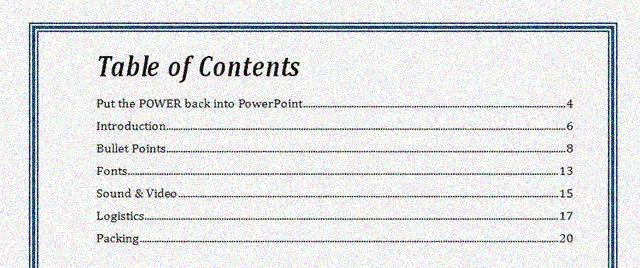 Table of Contents
Put the POWER back into PowerPoint....................................................4
Introduction....................................................6
Bullet Points....................................................8
Fonts....................................................13
Sound & Video....................................................15
Logistics....................................................17
Packing....................................................20